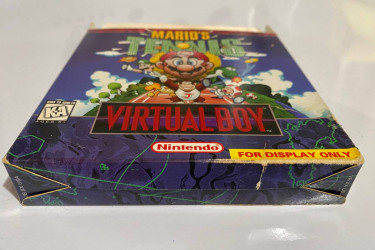 MARIO'S
TENNIS
K-A
VIRTUAL BOY
Nintendo
FOR DISPLAY ONLY